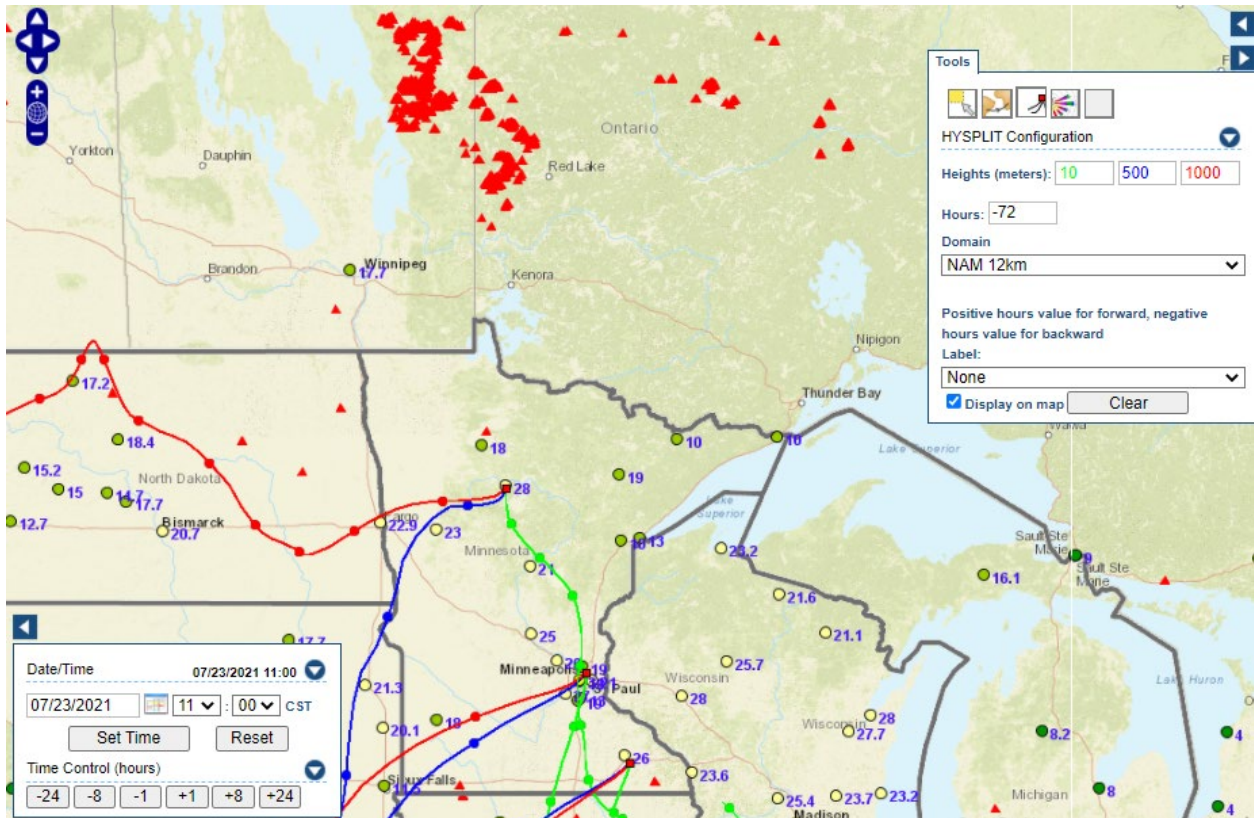 Ontario
Yorkton
Dauphin
Red Lake
Winnipeg
17.7
Brandon
Kenora
Nipigon
Thunder Bay
17.2
Lake Superior
18.4
18
10
10
15.2
North Dakota
19
15
17.7
28
Lake
Superior
12.7
Bismarck
20.7
22.9
23
13
Minnesota
23.2
Sault Ste
Marie
9
Sault Ste
Marie
21
16.1
21.6
25
21.1
17.7
Minneapolis
19
25.7
Wisconsin
Paul
28
21.3
Lake Huron
18
20.1
Wisconsin
28
27.7
8.2
4
26
23.6
Sioux Falls
25.4
23.7
23.2
Michigan
8
4
Madison
Tools
HYSPLIT Configuration
Heights (meters): 10 500 1000
Hours: -72
Domain
NAM 12km
Positive hours value for forward, negative
hours value for backward
Label:
None
Display on map Clear
Date/Time 07/23/2021 11:00
07/23/2021 11 : 00 CST
Set Time Reset
Time Control (hours)
-24 -8 -1 +1 +8 +24